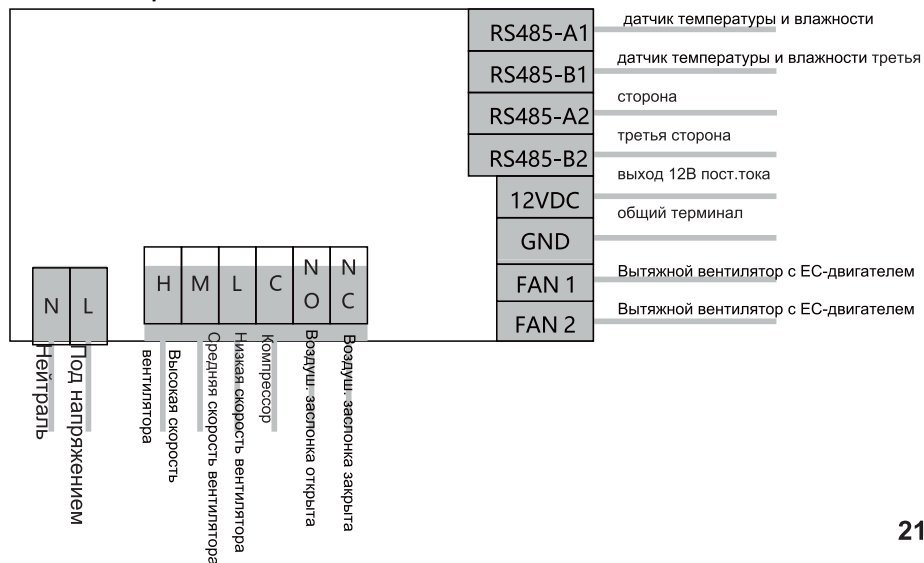 RS485-A1
датчик температуры и влажности
RS485-B1
датчик температуры и влажности третья
RS485-A2
сторона
RS485-B2
третья сторона
12VDC
выход 12В пост.тока
GND
общий терминал
FAN 1
Вытяжной вентилятор с ЕС-двигателем
FAN 2
Вытяжной вентилятор с ЕС-двигателем
N
L
H
M
L
C
N
O
N
C
Нейтраль
Под напряжением
Высокая скорость
вентилятора
Средняя скорость вентилятора
Низкая скорость вентилятора
Компрессор
Воздуш. заслонка открыта
Воздуш. заслонка закрыта
21